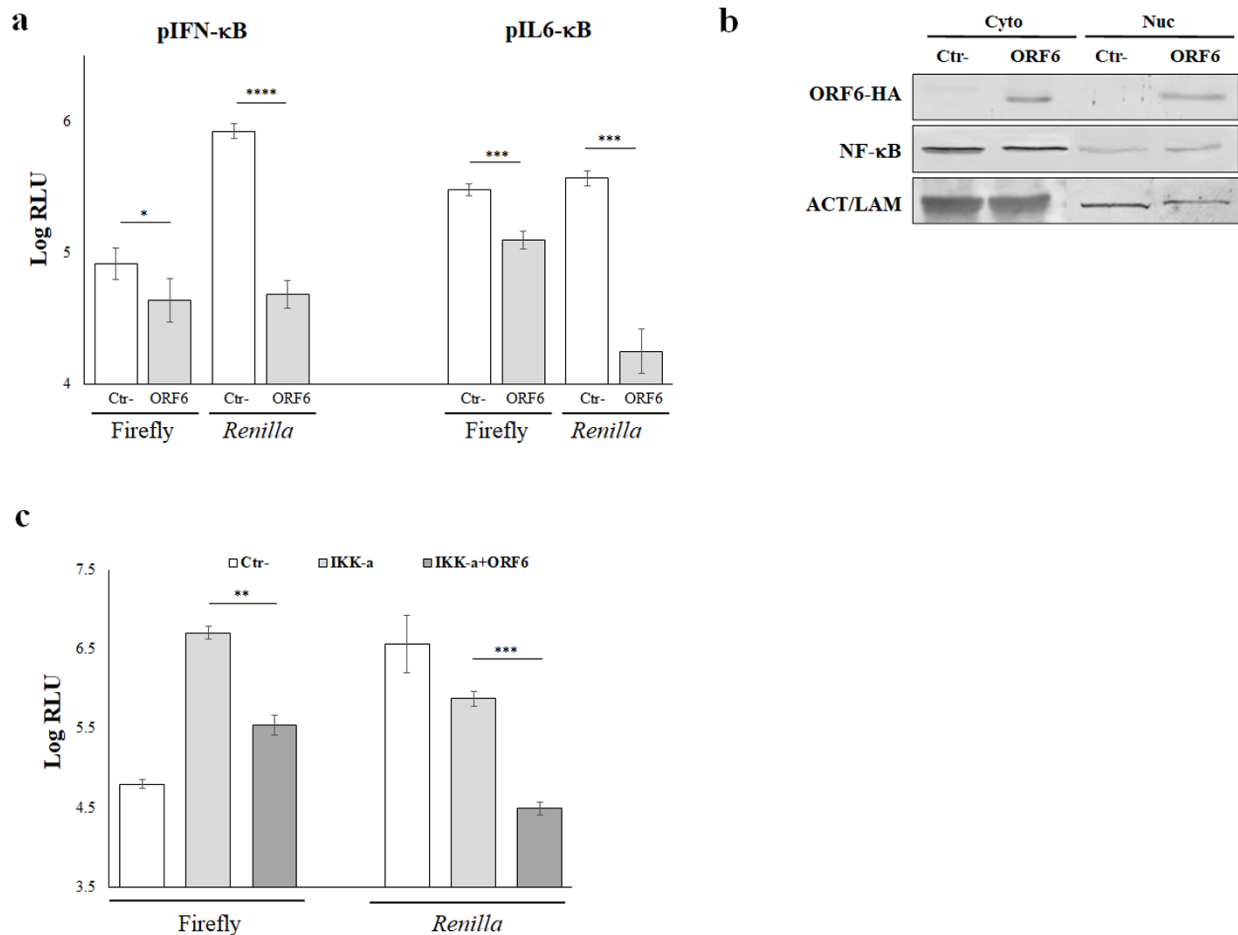 a
pIFN-κB
pIL6-κB
Log RLU
6
5
4
****
*
***
***
Ctr-
ORF6
Ctr-
ORF6
Ctr-
ORF6
Ctr-
ORF6
Firefly
Renilla
Firefly
Renilla
b
Cyto
Nuc
Ctr-
ORF6
Ctr-
ORF6
ORF6-HA
NF-κB
ACT/LAM
c
Ctr-
IKK-a
IKK-a+ORF6
Log RLU
7.5
6.5
5.5
4.5
3.5
**
***
Firefly
Renilla